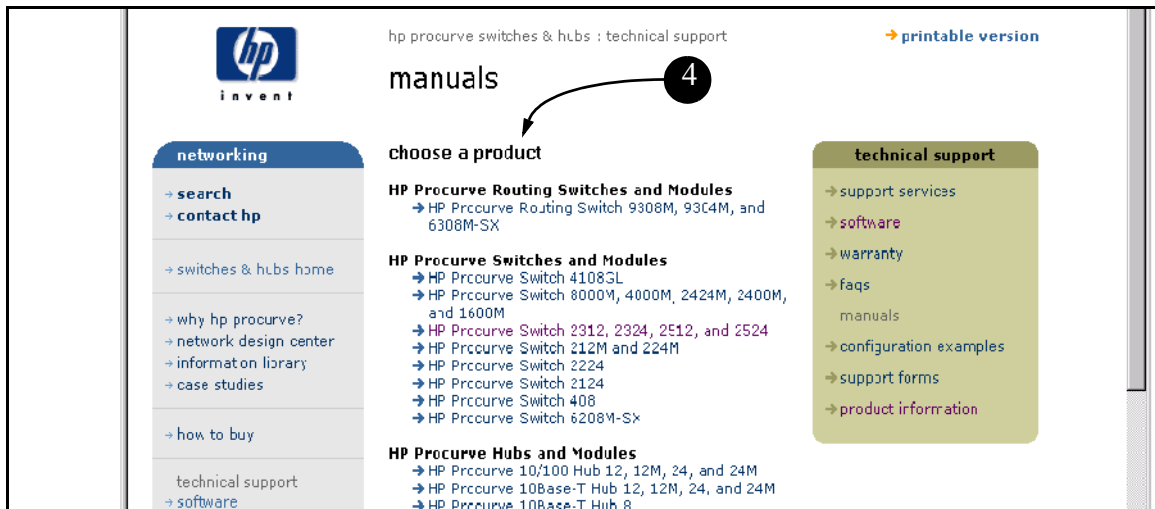 hp
invent
hp procurve switches & hubs : technical support
printable version
manuals
4
networking
search
contact hp
switches & hubs home
why hp procurve?
network design center
information library
case studies
how to buy
technical support
software
choose a product
HP Procurve Routing Switches and Modules
HP Procurve Routing Switch 9308M, 9304M, and
6308M-SX
HP Procurve Switches and Modules
HP Procurve Switch 4108GL
HP Procurve Switch 8000M, 4000M, 2424M, 2400M,
and 1600M
HP Procurve Switch 2312, 2324, 2512, and 2524
HP Procurve Switch 212M and 224M
HP Procurve Switch 2224
HP Procurve Switch 2124
HP Procurve Switch 408
HP Procurve Switch 6208M-SX
HP Procurve Hubs and Modules
HP Procurve 10/100 Hub 12, 12M, 24, and 24M
HP Procurve 10Base-T Hub 12, 12M, 24, and 24M
HP Procurve 10Base-T Hub 8
technical support
support services
software
warranty
faqs
manuals
configuration examples
support forms
product information